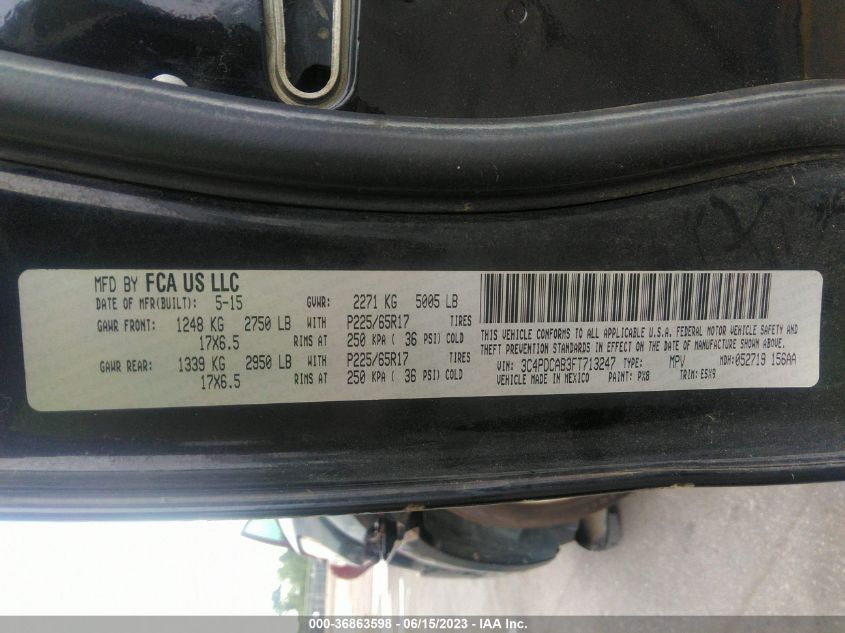 MFD BY FCA US LLC
DATE OF MFR(BUILT): 5-15 GVWR: 2271 KG 5005 LB
GAWR FRONT: 1248 KG 2750 LB WITH P225/65R17 TIRES
17X6.5 RIMS AT 250 KPA ( 36 PSI) COLD
GAWR REAR: 1339 KG 2950 LB WITH P225/65R17 TIRES
17X6.5 RIMS AT 250 KPA ( 36 PSI) COLD
THIS VEHICLE CONFORMS TO ALL APPLICABLE U.S.A. FEDERAL MOTOR VEHICLE SAFETY AND
THEFT PREVENTION STANDARDS IN EFFECT ON THE DATE OF MANUFACTURE SHOWN ABOVE.
VIN: 3C4PDCAB3FT713247 TYPE: MPV MDH:052719 156AA
VEHICLE MADE IN MEXICO PAINT: PX8 TRIM: E5X9
000-36863598 - 06/15/2023 - IAA Inc.